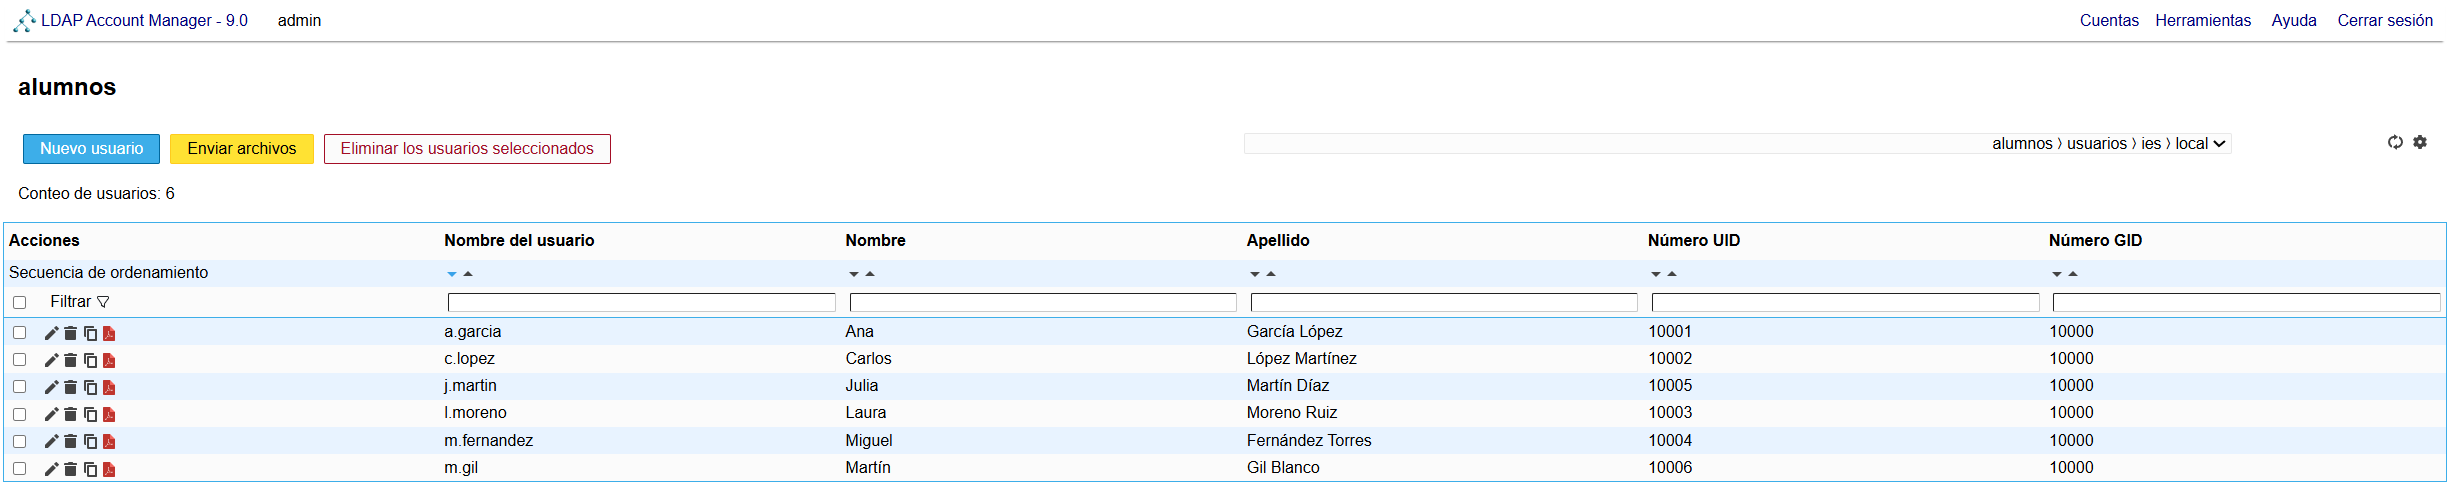 LDAP Account Manager - 9.0 admin Cuentas Herramientas Ayuda Cerrar sesión
alumnos
Nuevo usuario Enviar archivos Eliminar los usuarios seleccionados alumnos › usuarios › ies › local
Conteo de usuarios: 6
Acciones Nombre del usuario Nombre Apellido Número UID Número GID
Secuencia de ordenamiento
Filtrar
a.garcia Ana García López 10001 10000
c.lopez Carlos López Martínez 10002 10000
j.martin Julia Martín Díaz 10005 10000
l.moreno Laura Moreno Ruiz 10003 10000
m.fernandez Miguel Fernández Torres 10004 10000
m.gil Martín Gil Blanco 10006 10000